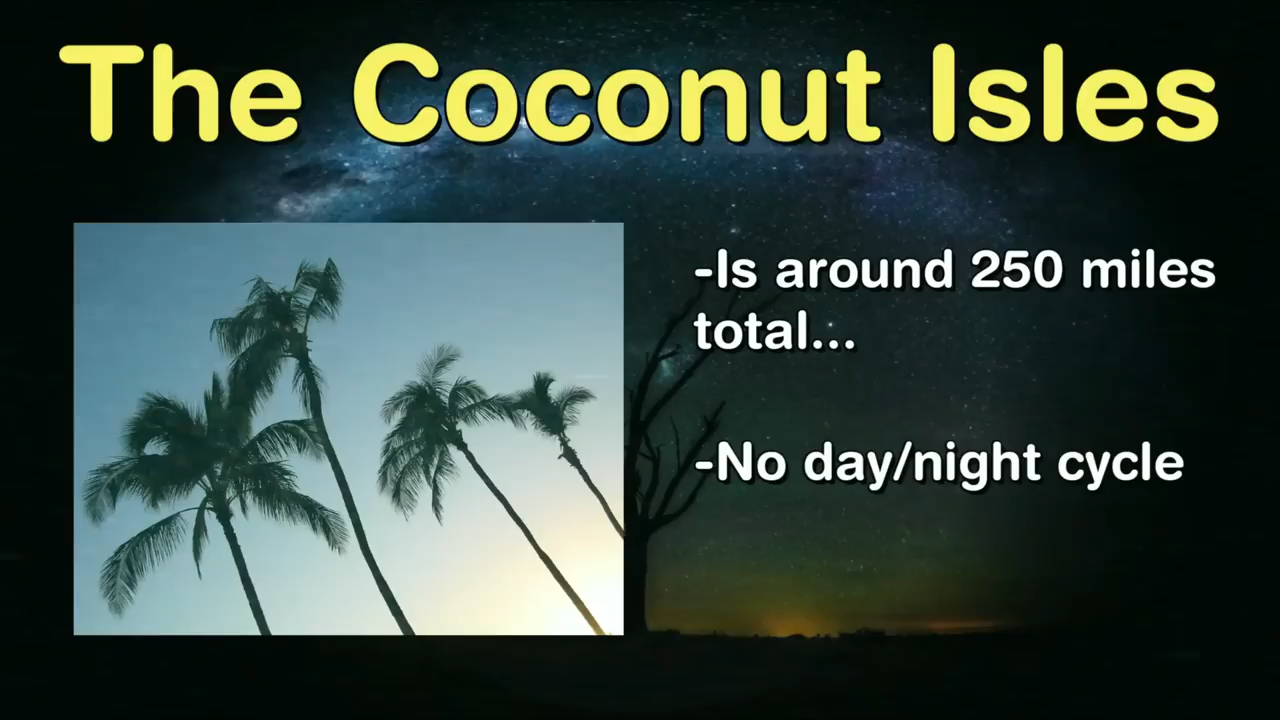 The Coconut Isles
-Is around 250 miles
total...
-No day/night cycle